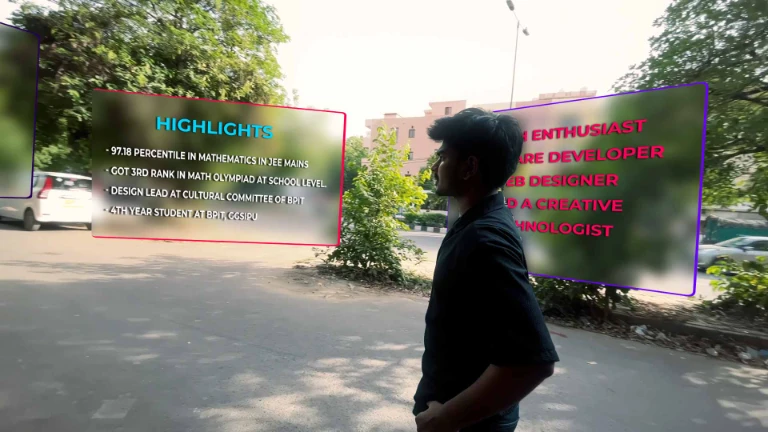 HIGHLIGHTS
- 97.18 PERCENTILE IN MATHEMATICS IN JEE MAINS
- GOT 3RD RANK IN MATH OLYMPIAD AT SCHOOL LEVEL.
- DESIGN LEAD AT CULTURAL COMMITTEE OF BPIT
- 4TH YEAR STUDENT AT BPIT, GGSIPU
ENTHUSIAST
DEVELOPER
DESIGNER
A CREATIVE